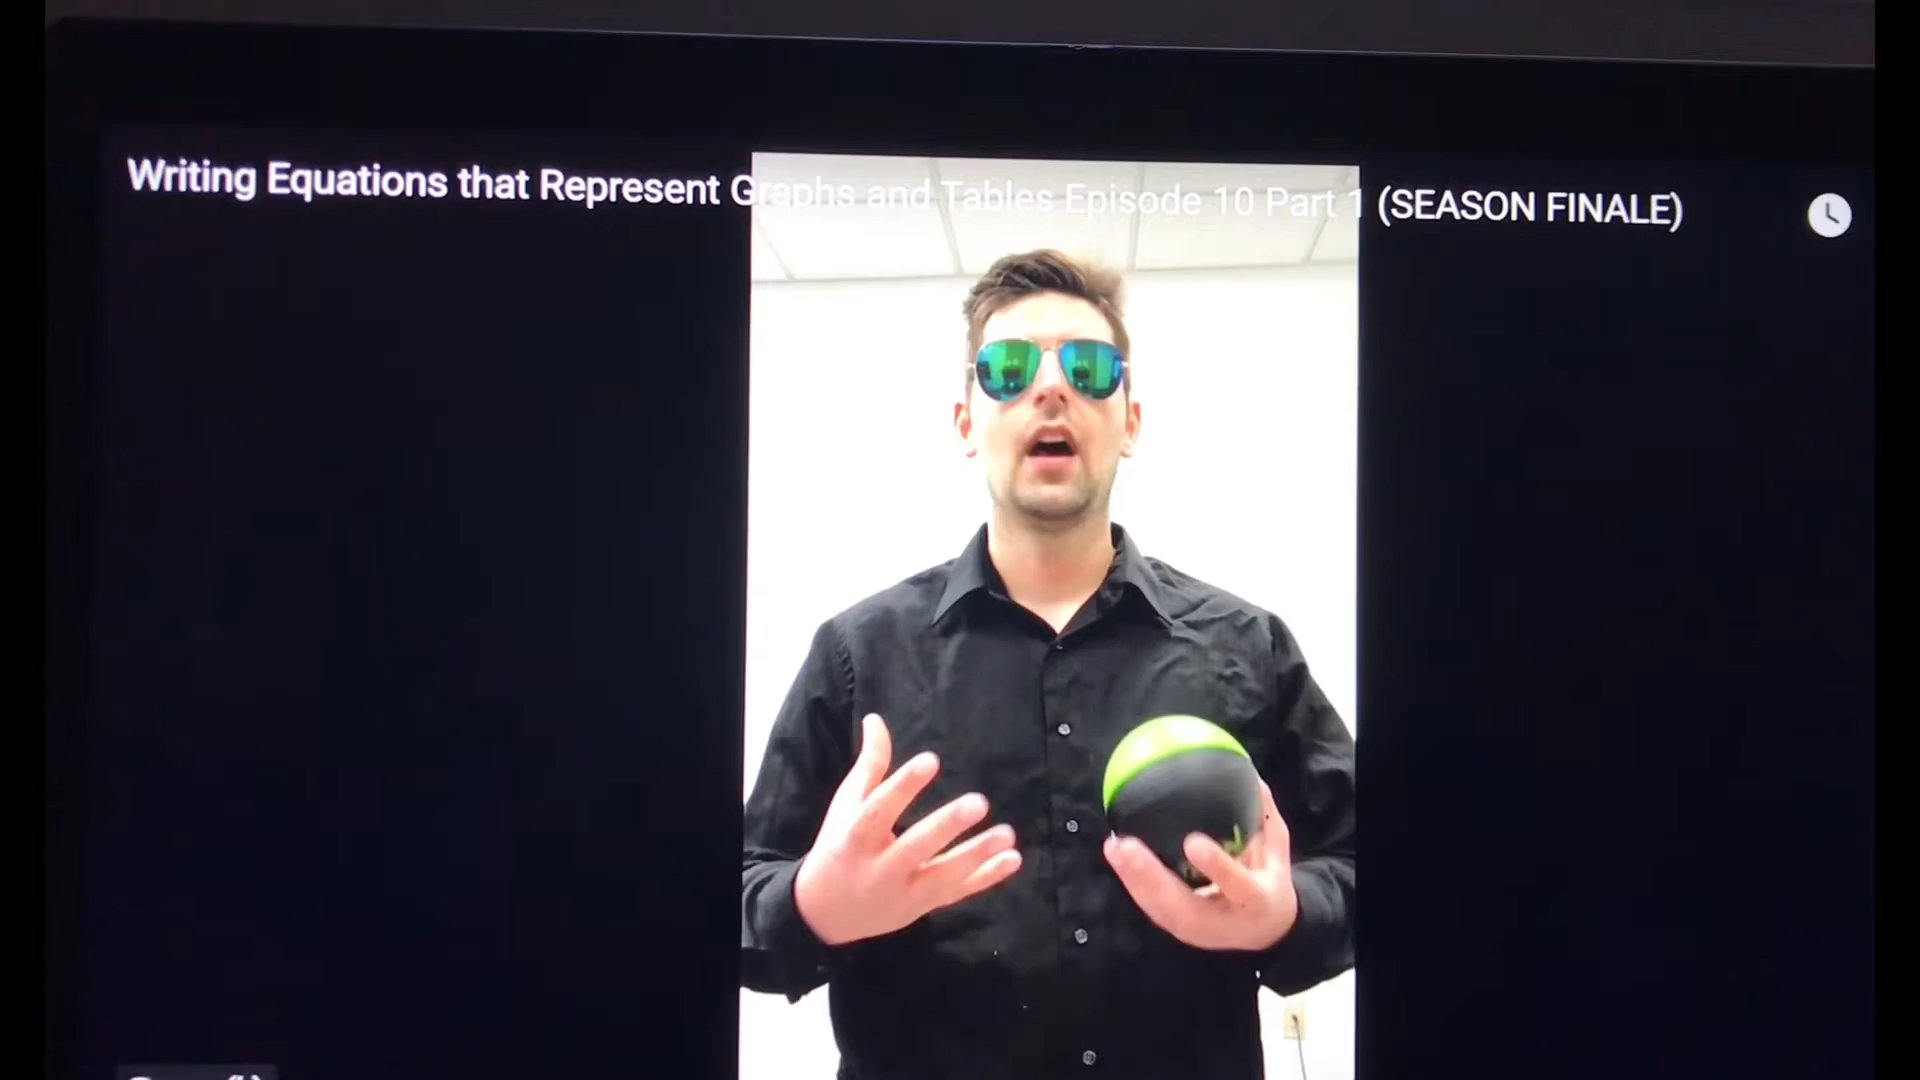 Writing Equations that Represent Graphs and Tables Episode 10 Part 1 (SEASON FINALE)